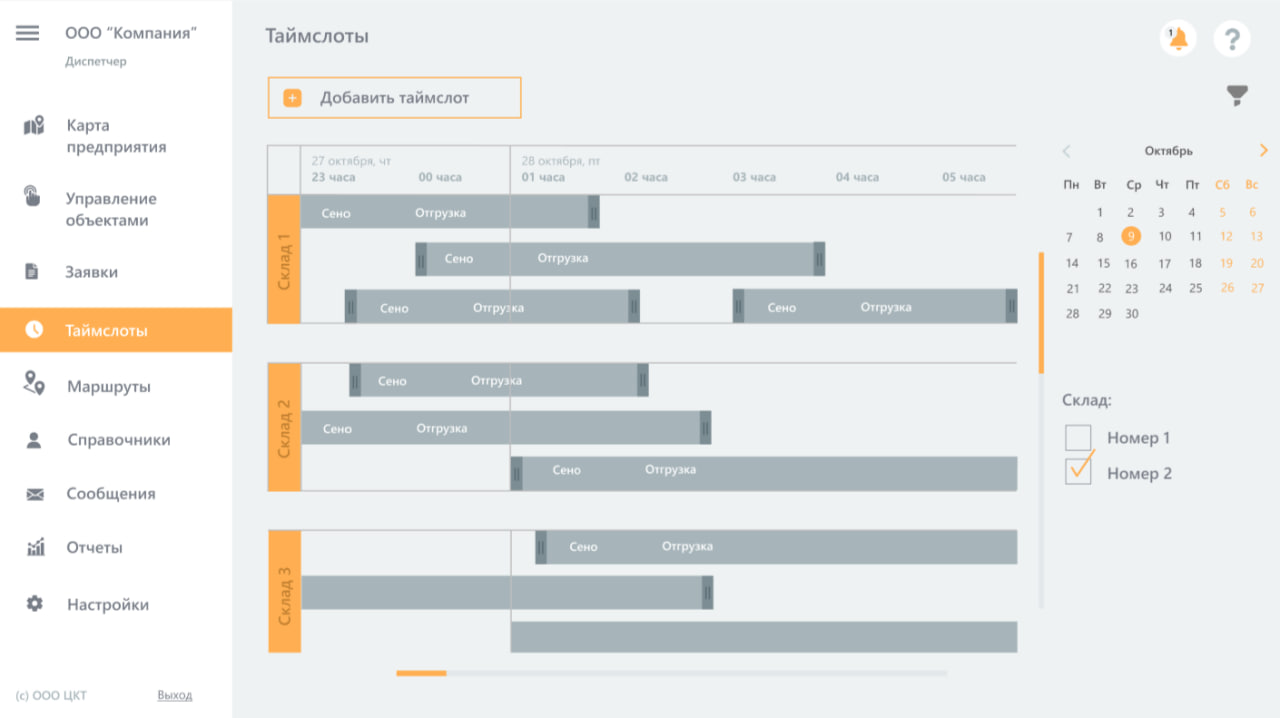 ООО “Компания”
Диспетчер
Карта
предприятия
Управление
объектами
Заявки
Таймслоты
Маршруты
Справочники
Сообщения
Отчеты
Настройки
(с) ООО ЦКТ
Выход
Таймслоты
1
?
Добавить таймслот
27 октября, чт
28 октября, пт
23 часа 00 часа 01 часа 02 часа 03 часа 04 часа 05 часа
Склад 1
Сено Отгрузка
Сено Отгрузка
Сено Отгрузка Сено Отгрузка
Склад 2
Сено Отгрузка
Сено Отгрузка
Сено Отгрузка
Склад 3
Сено Отгрузка
Октябрь
Пн Вт Ср Чт Пт Сб Вс
1 2 3 4 5 6
7 8 9 10 11 12 13
14 15 16 17 18 19 20
21 22 23 24 25 26 27
28 29 30
Склад:
Номер 1
Номер 2